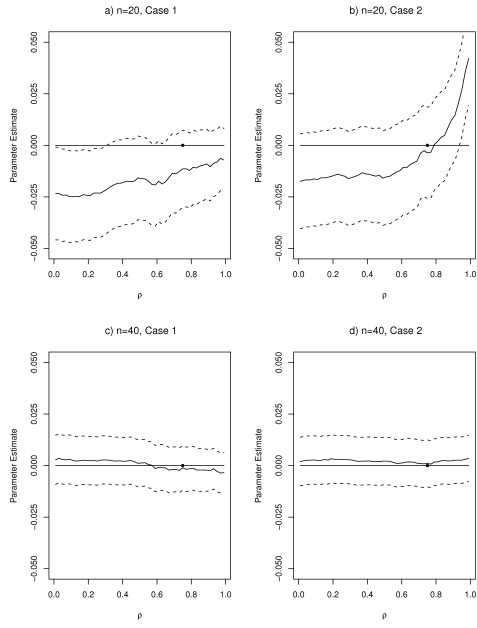 a) n=20, Case 1
Parameter Estimate
0.050
0.025
0.000
−0.025
−0.050
0.0 0.2 0.4 0.6 0.8 1.0
ρ
b) n=20, Case 2
Parameter Estimate
0.050
0.025
0.000
−0.025
−0.050
0.0 0.2 0.4 0.6 0.8 1.0
ρ
c) n=40, Case 1
Parameter Estimate
0.050
0.025
0.000
−0.025
−0.050
0.0 0.2 0.4 0.6 0.8 1.0
ρ
d) n=40, Case 2
Parameter Estimate
0.050
0.025
0.000
−0.025
−0.050
0.0 0.2 0.4 0.6 0.8 1.0
ρ